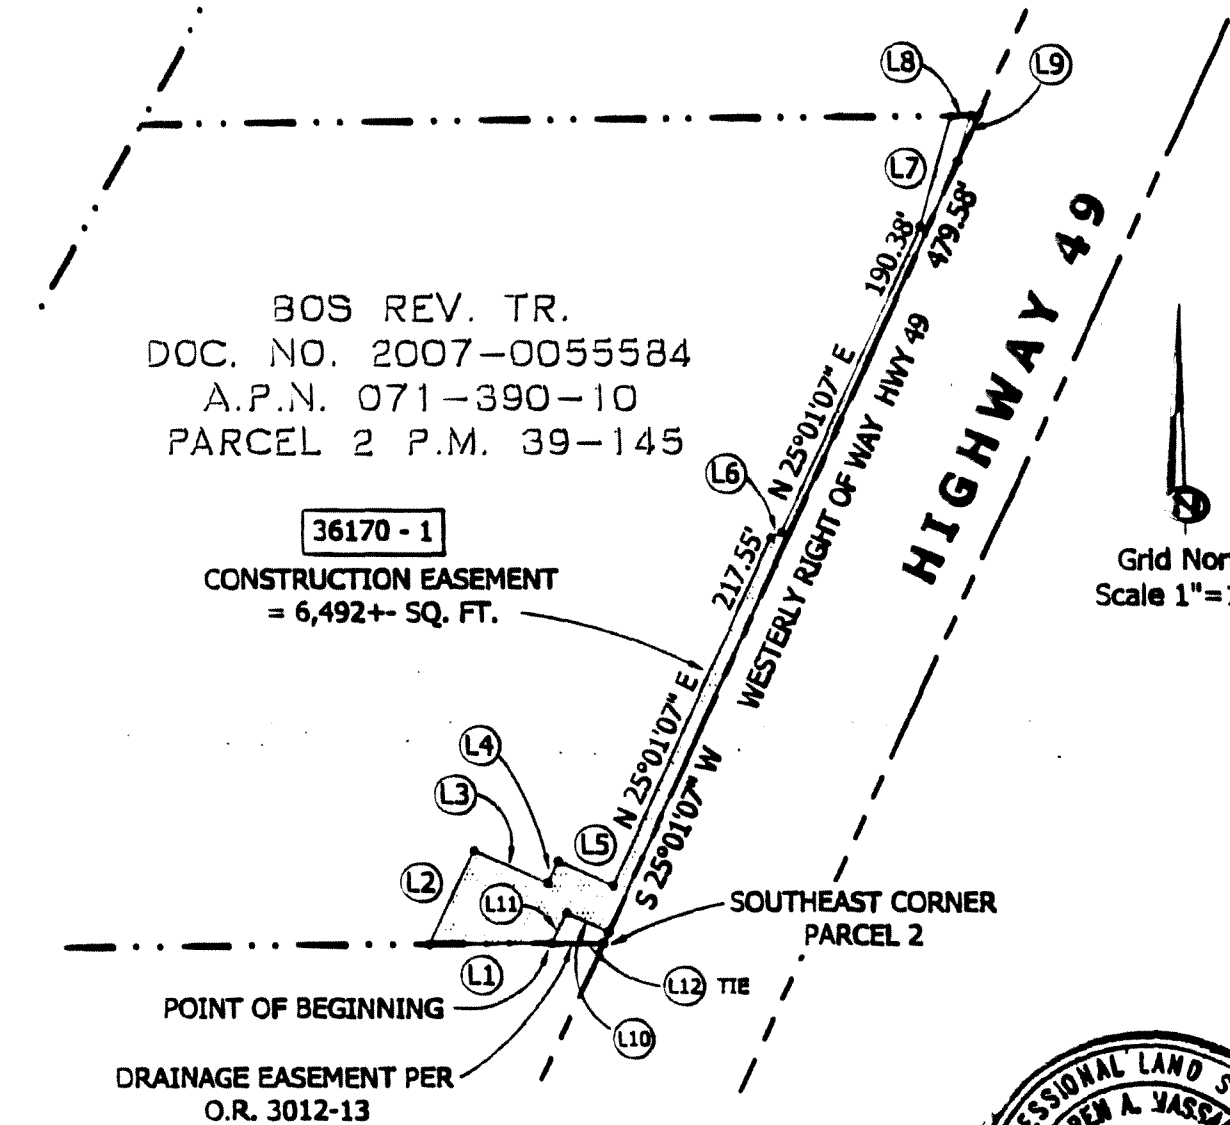 L8
L9
L7
190.38'
479.58'
HIGHWAY 49
BOS REV. TR.
DOC. NO. 2007-0055584
A.P.N. 071-390-10
PARCEL 2 P.M. 39-145
N 25°01'07" E
WESTERLY RIGHT OF WAY HWY 49
L6
36170 - 1
CONSTRUCTION EASEMENT
= 6,492+- SQ. FT.
217.55'
Grid
Scale 1"=
N 25°01'07" E
S 25°01'07" W
L4
L3
L5
L2
L11
SOUTHEAST CORNER
PARCEL 2
L1
L12 TIE
POINT OF BEGINNING
L10
DRAINAGE EASEMENT PER
O.R. 3012-13
LAND
A.